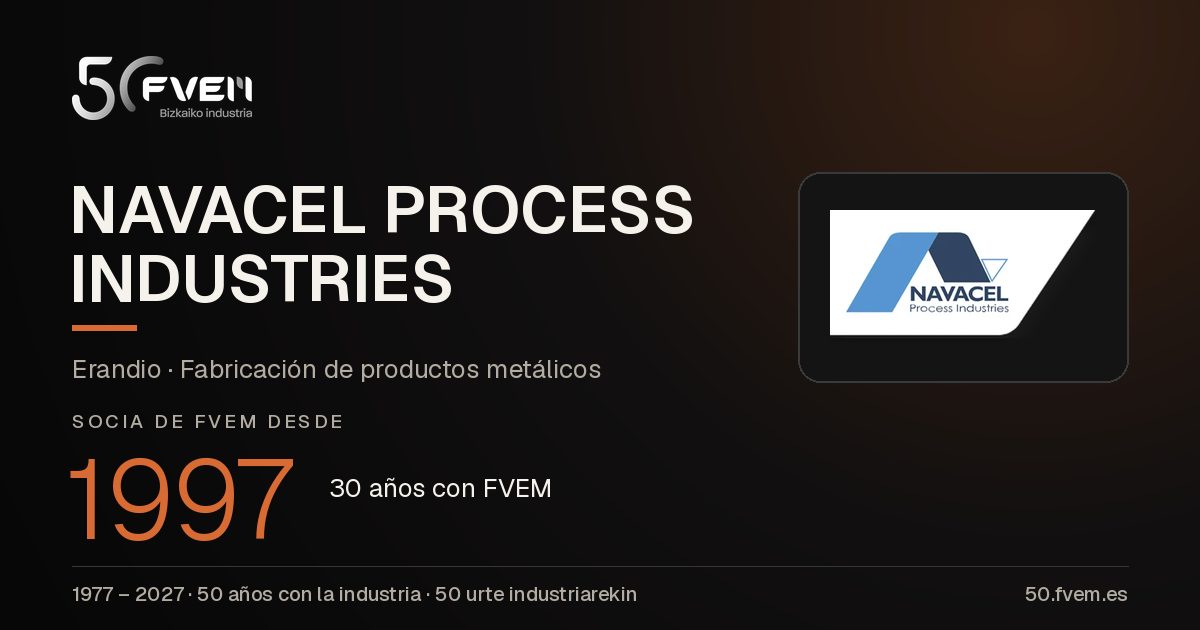 50 FVEM
Bizkaiko industria
NAVACEL PROCESS
INDUSTRIES
NAVACEL
Process Industries
Erandio · Fabricación de productos metálicos
SOCIA DE FVEM DESDE
1997
30 años con FVEM
1977 – 2027 · 50 años con la industria · 50 urte industriarekin
50.fvem.es